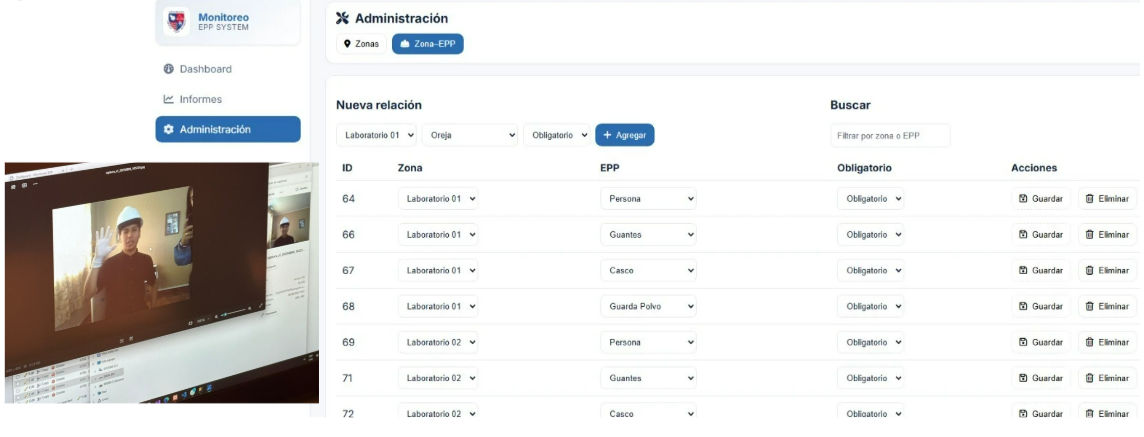 Monitoreo
EPP SYSTEM
Dashboard
Informes
Administración
Administración
Zonas
Zona–EPP
Nueva relación
Buscar
Laboratorio 01 Oreja Obligatorio + Agregar
Filtrar por zona o EPP
ID Zona EPP Obligatorio Acciones
64 Laboratorio 01 Persona Obligatorio Guardar Eliminar
66 Laboratorio 01 Guantes Obligatorio Guardar Eliminar
67 Laboratorio 01 Casco Obligatorio Guardar Eliminar
68 Laboratorio 01 Guarda Polvo Obligatorio Guardar Eliminar
69 Laboratorio 02 Persona Obligatorio Guardar Eliminar
71 Laboratorio 02 Guantes Obligatorio Guardar Eliminar
72 Laboratorio 02 Casco Obligatorio Guardar Eliminar